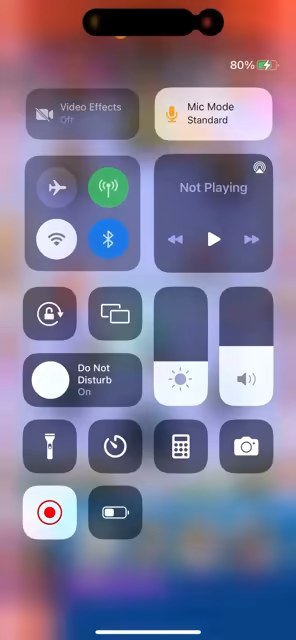 80%
Video Effects
Off
Mic Mode
Standard
Not Playing
Do Not
Disturb
On